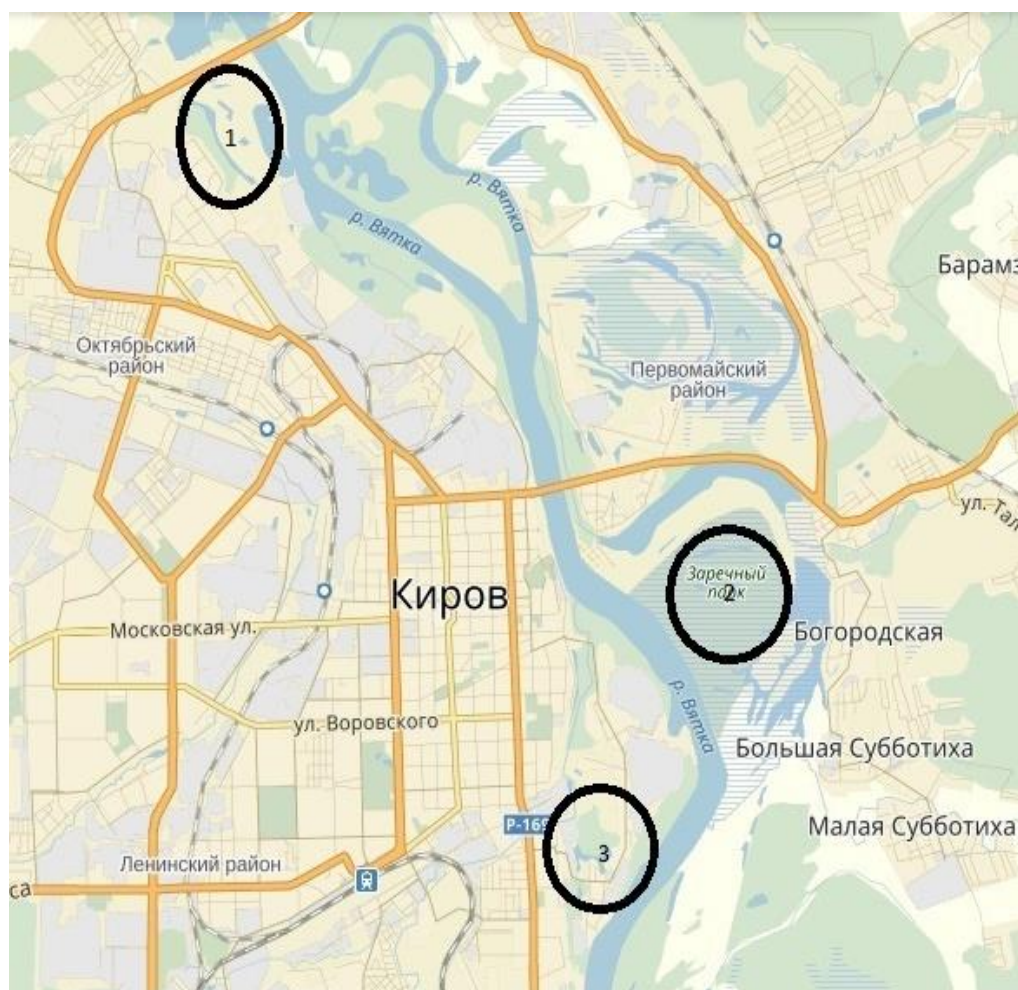 1
р. Вятка
р. Вятка
Барамз
Октябрьский
район
Первомайский
район
ул. Тал
Киров
Заречный
парк
2
Московская ул.
Богородская
р. Вятка
ул. Воровского
Большая Субботиха
Р-169
Малая Субботиха
3
Ленинский район
са